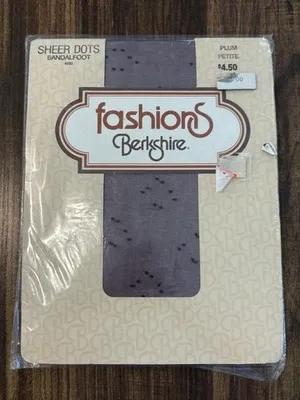 SHEER DOTS
SANDALFOOT
PLUM
PETITE
$4.50
fashions
Berkshire